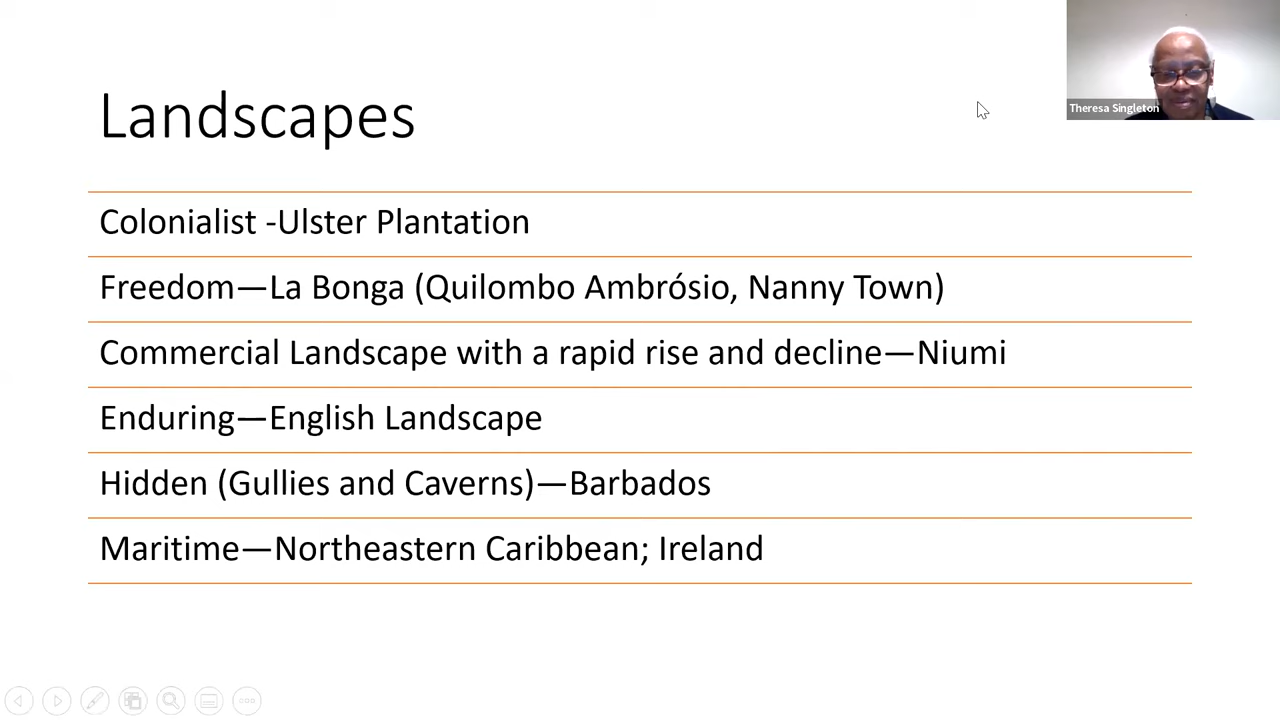 Landscapes
Theresa Singleton
Colonialist -Ulster Plantation
Freedom—La Bonga (Quilombo Ambrósio, Nanny Town)
Commercial Landscape with a rapid rise and decline—Niumi
Enduring—English Landscape
Hidden (Gullies and Caverns)—Barbados
Maritime—Northeastern Caribbean; Ireland